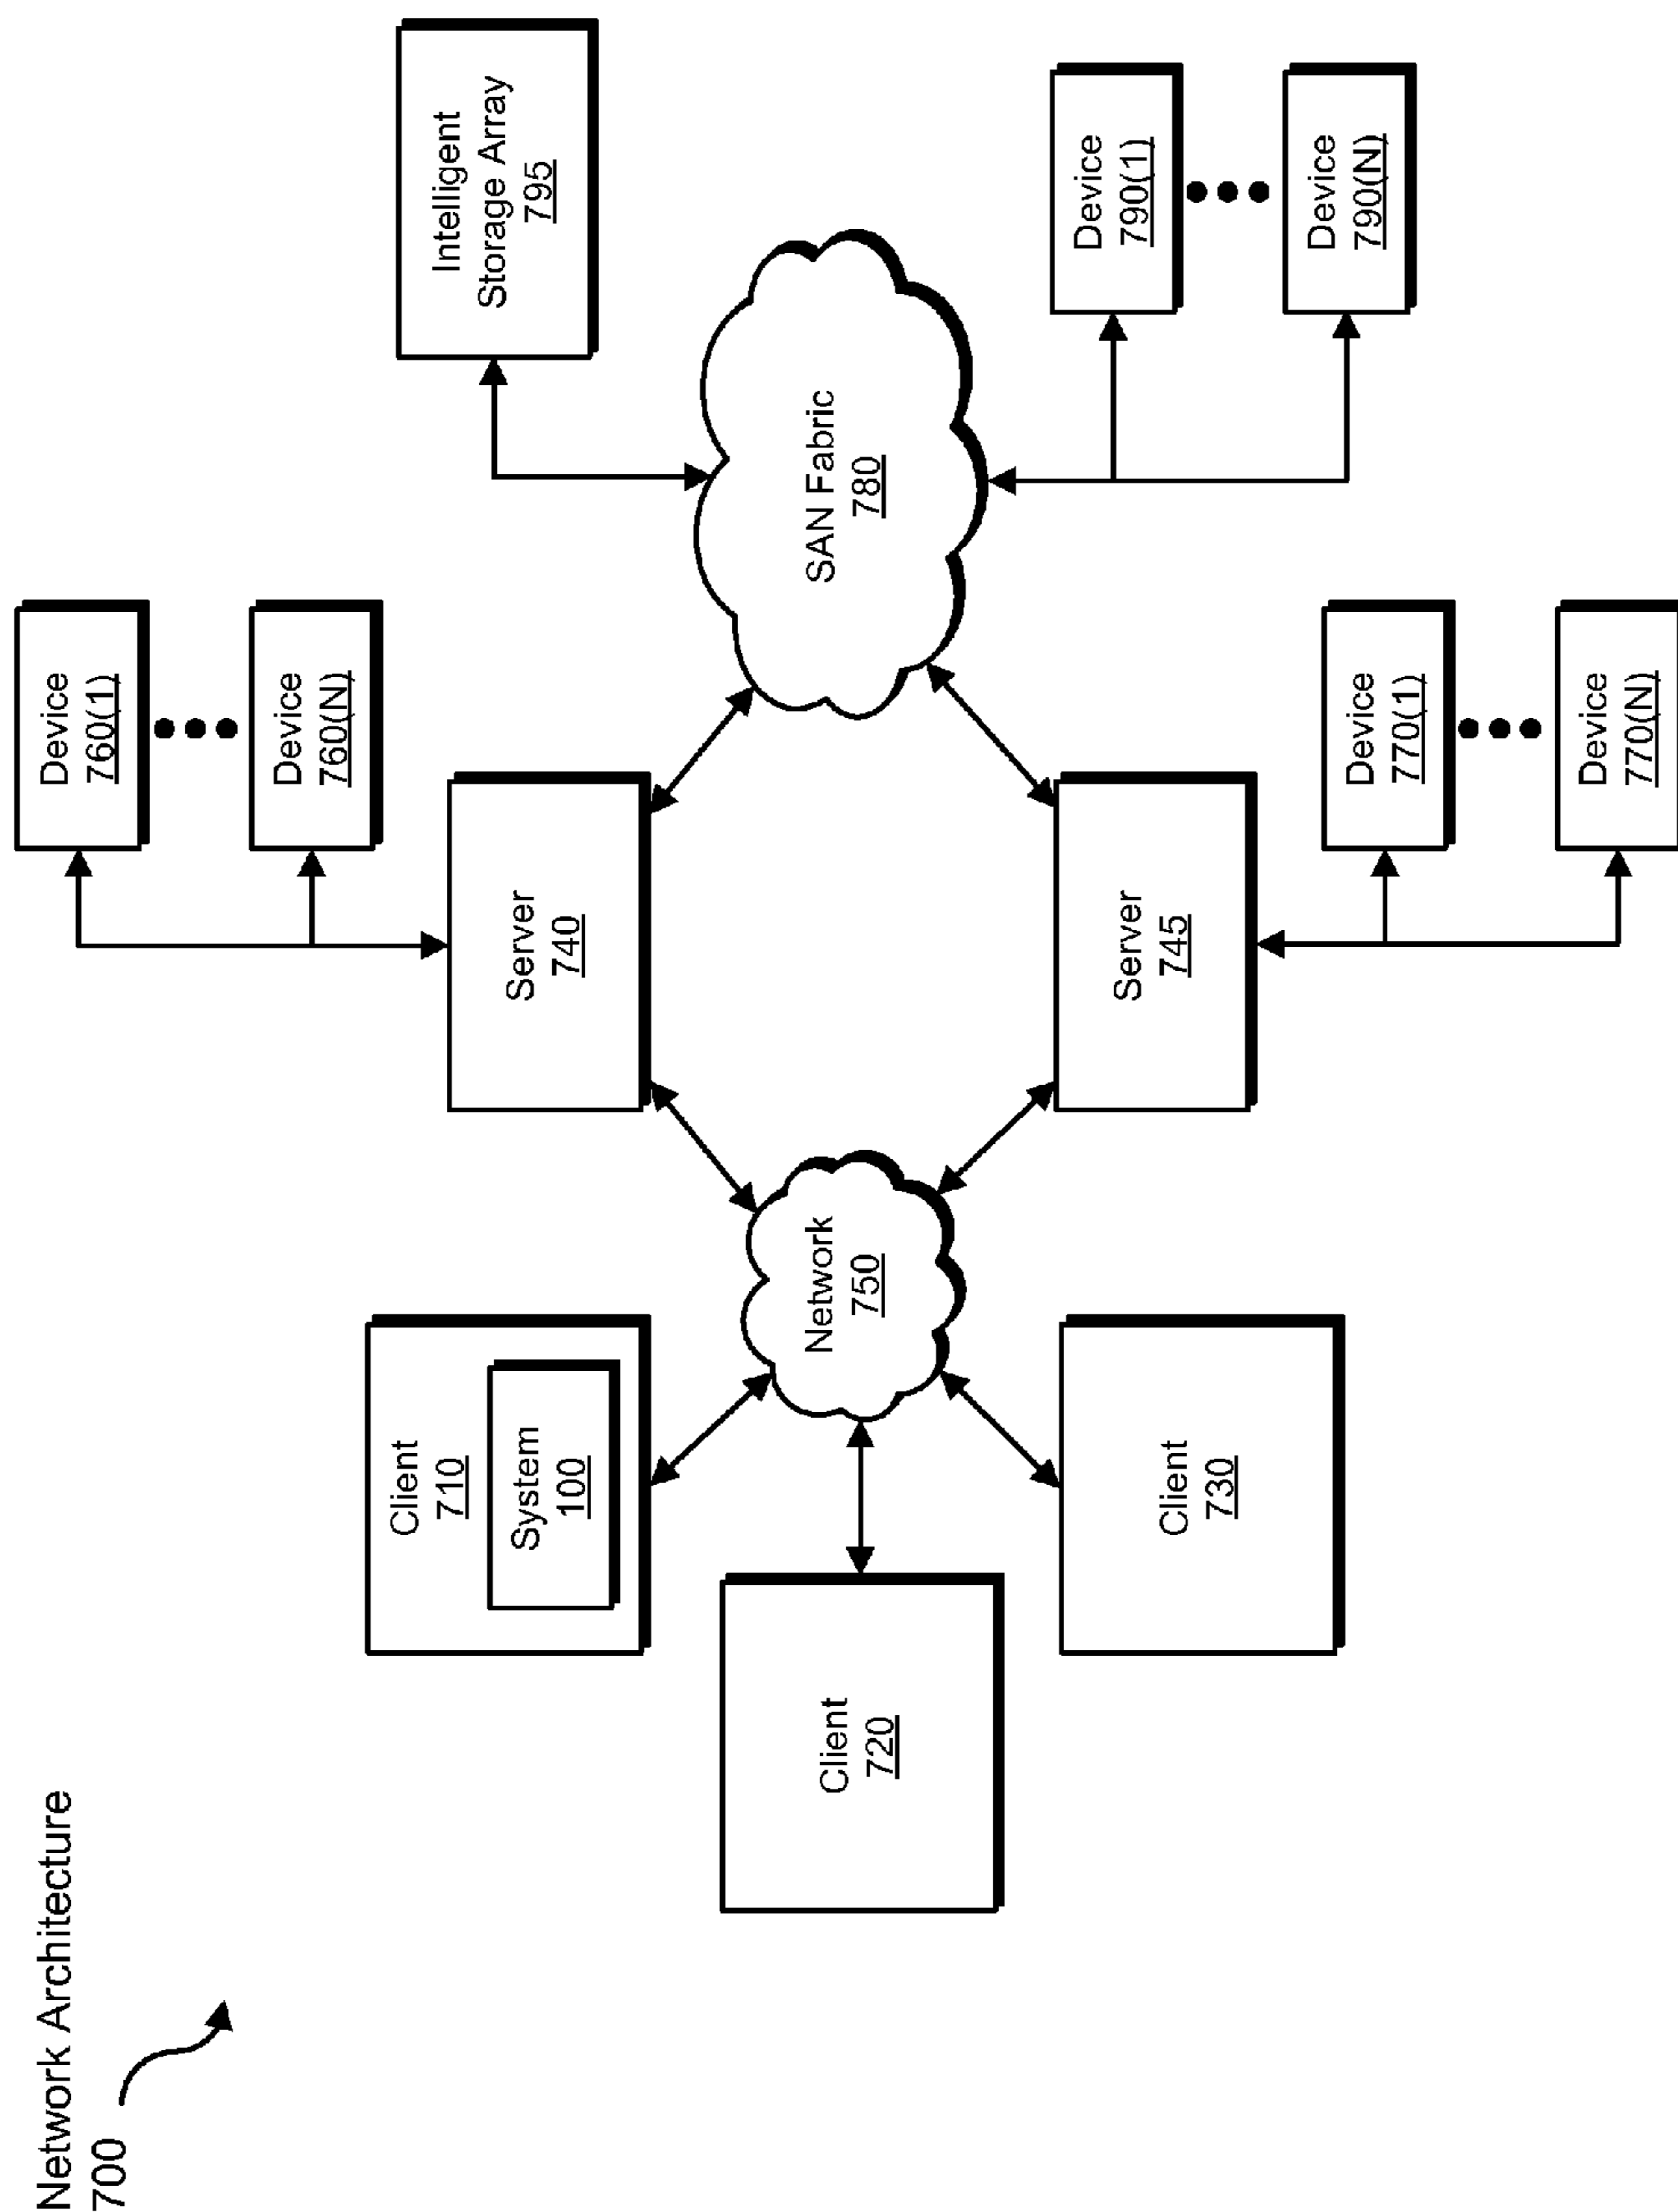 Network Architecture
700
Client
710
System
100
Client
720
Client
730
Network
750
Server
740
Server
745
Device
760(1)
Device
760(N)
Device
770(1)
Device
770(N)
SAN Fabric
780
Intelligent
Storage Array
795
Device
790(1)
Device
790(N)